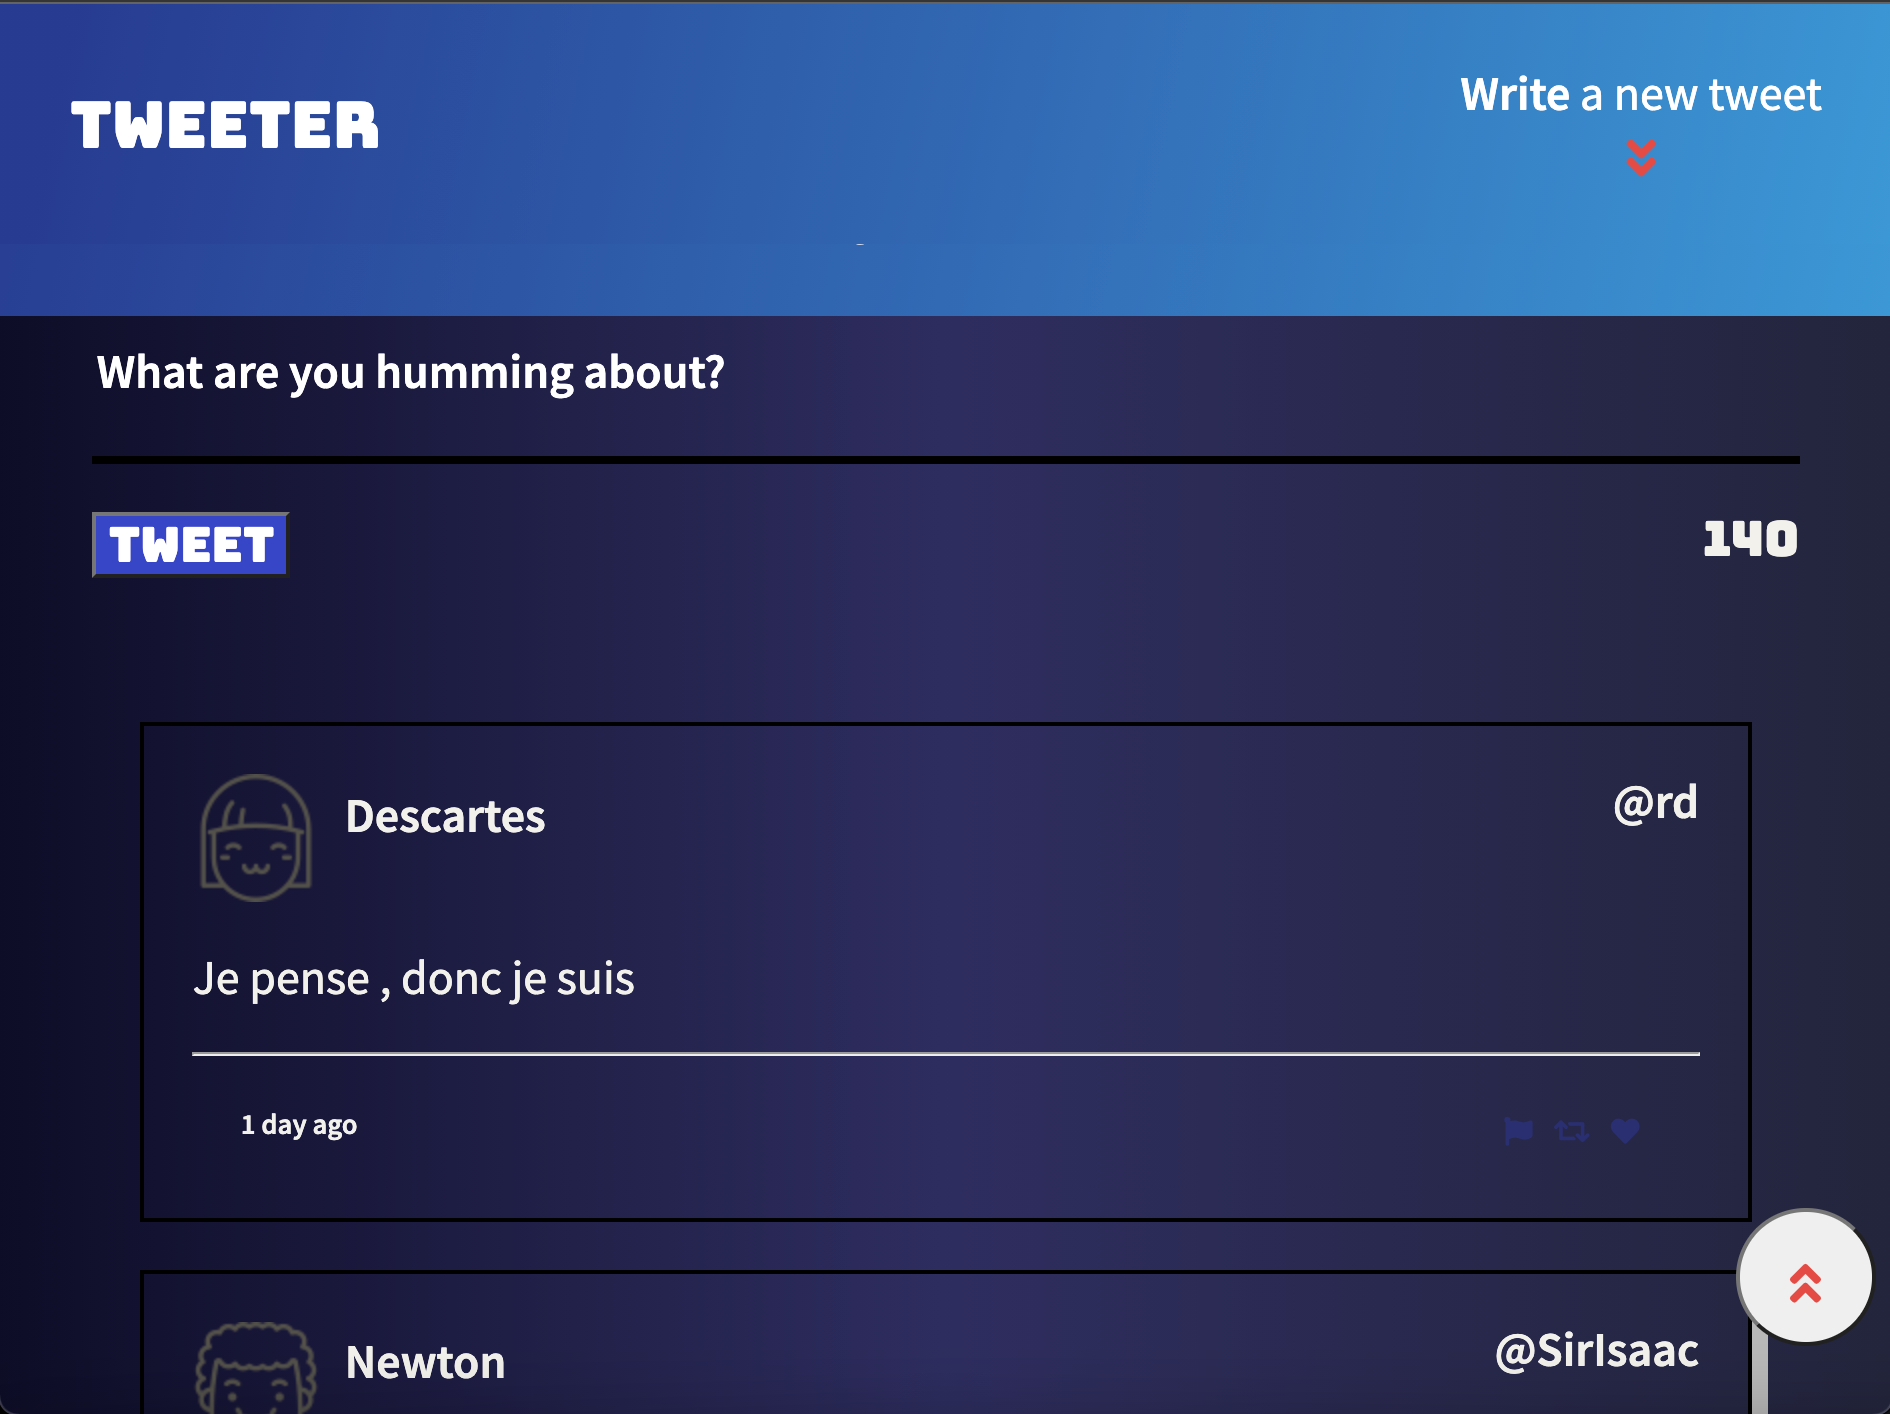 TWEETER
Write a new tweet
What are you humming about?
TWEET
140
Descartes
@rd
Je pense , donc je suis
1 day ago
Newton
@SirIsaac